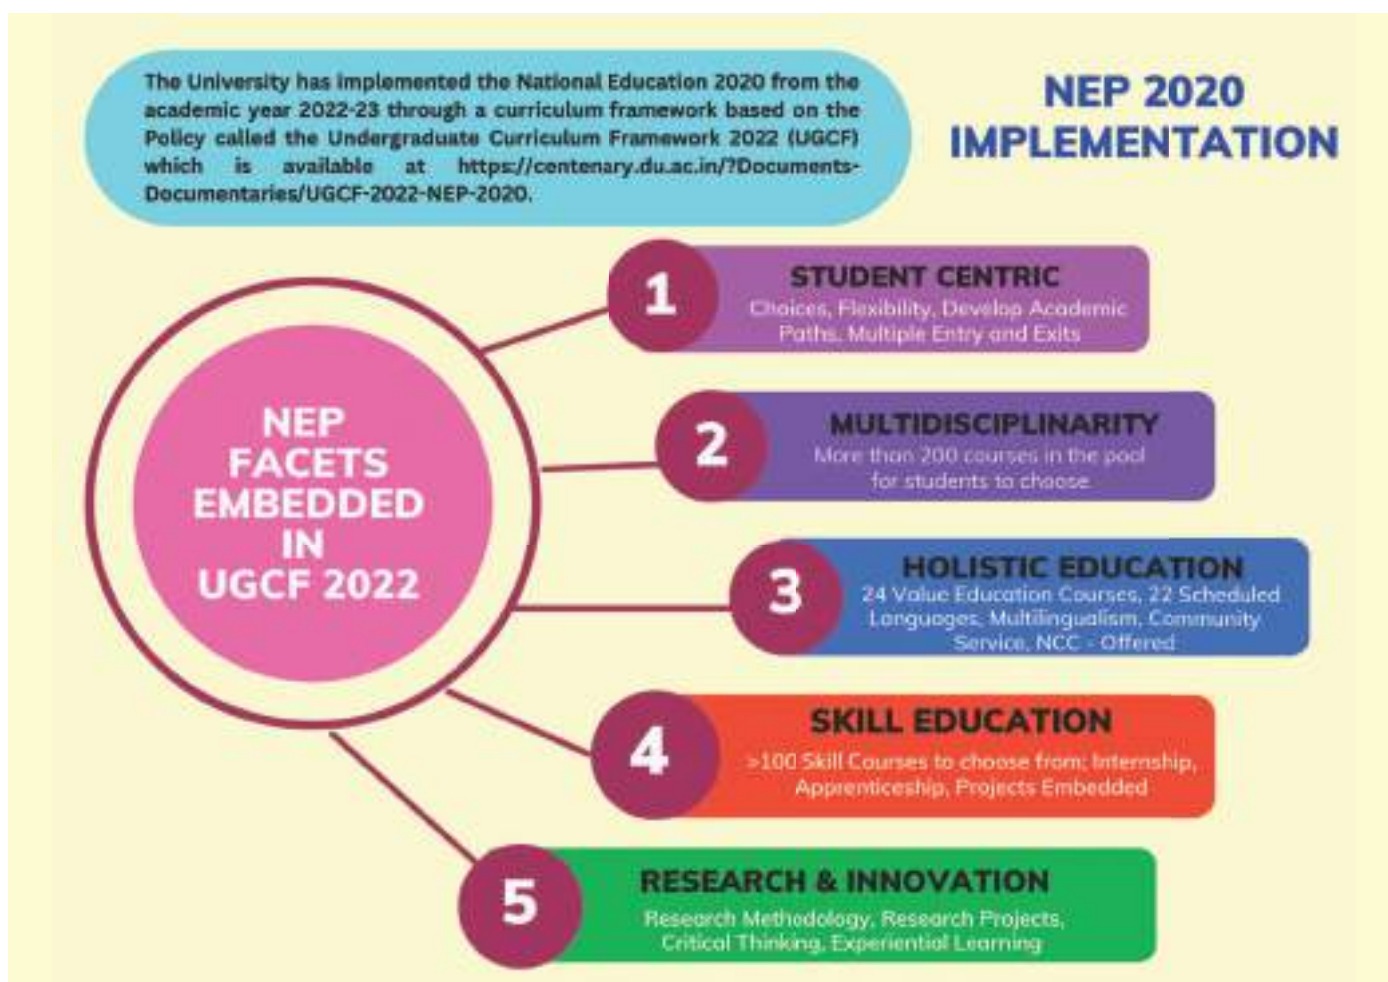 The University has implemented the National Education 2020 from the
academic year 2022-23 through a curriculum framework based on the
Policy called the Undergraduate Curriculum Framework 2022 (UGCF)
which is available at https://centenary.du.ac.in/?Documents-
Documentaries/UGCF-2022-NEP-2020.
NEP 2020
IMPLEMENTATION
NEP
FACETS
EMBEDDED
IN
UGCF 2022
1
STUDENT CENTRIC
Choices, Flexibility, Develop Academic
Paths, Multiple Entry and Exits
2
MULTIDISCIPLINARITY
More than 200 courses in the pool
for students to choose
3
HOLISTIC EDUCATION
24 Value Education Courses, 22 Scheduled
Languages, Multilingualism, Community
Service, NCC - Offered
4
SKILL EDUCATION
>100 Skill Courses to choose from; Internship,
Apprenticeship, Projects Embedded
5
RESEARCH & INNOVATION
Research Methodology, Research Projects,
Critical Thinking, Experiential Learning